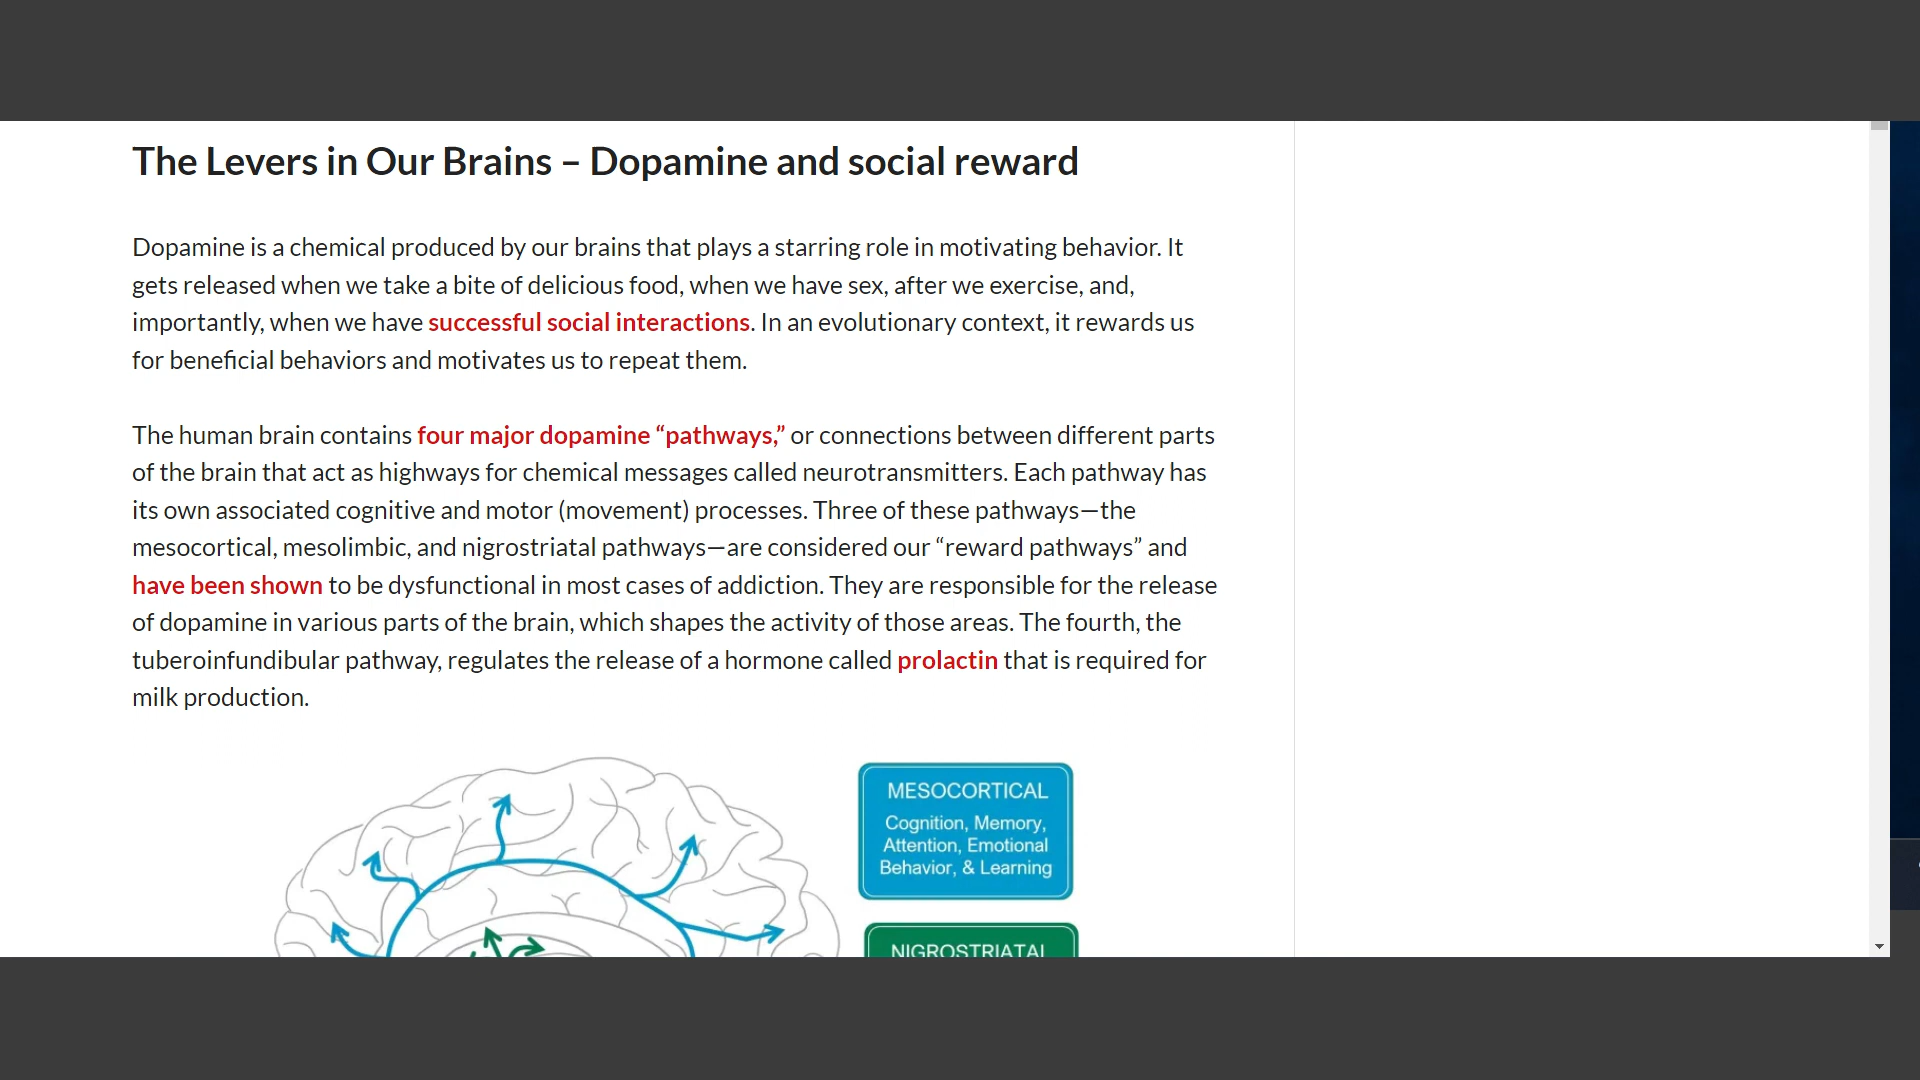 The Levers in Our Brains – Dopamine and social reward
Dopamine is a chemical produced by our brains that plays a starring role in motivating behavior. It
gets released when we take a bite of delicious food, when we have sex, after we exercise, and,
importantly, when we have successful social interactions. In an evolutionary context, it rewards us
for beneficial behaviors and motivates us to repeat them.
The human brain contains four major dopamine “pathways,” or connections between different parts
of the brain that act as highways for chemical messages called neurotransmitters. Each pathway has
its own associated cognitive and motor (movement) processes. Three of these pathways—the
mesocortical, mesolimbic, and nigrostriatal pathways—are considered our “reward pathways” and
have been shown to be dysfunctional in most cases of addiction. They are responsible for the release
of dopamine in various parts of the brain, which shapes the activity of those areas. The fourth, the
tuberoinfundibular pathway, regulates the release of a hormone called prolactin that is required for
milk production.
MESOCORTICAL
Cognition, Memory,
Attention, Emotional
Behavior, & Learning
NIGROSTRIATAL